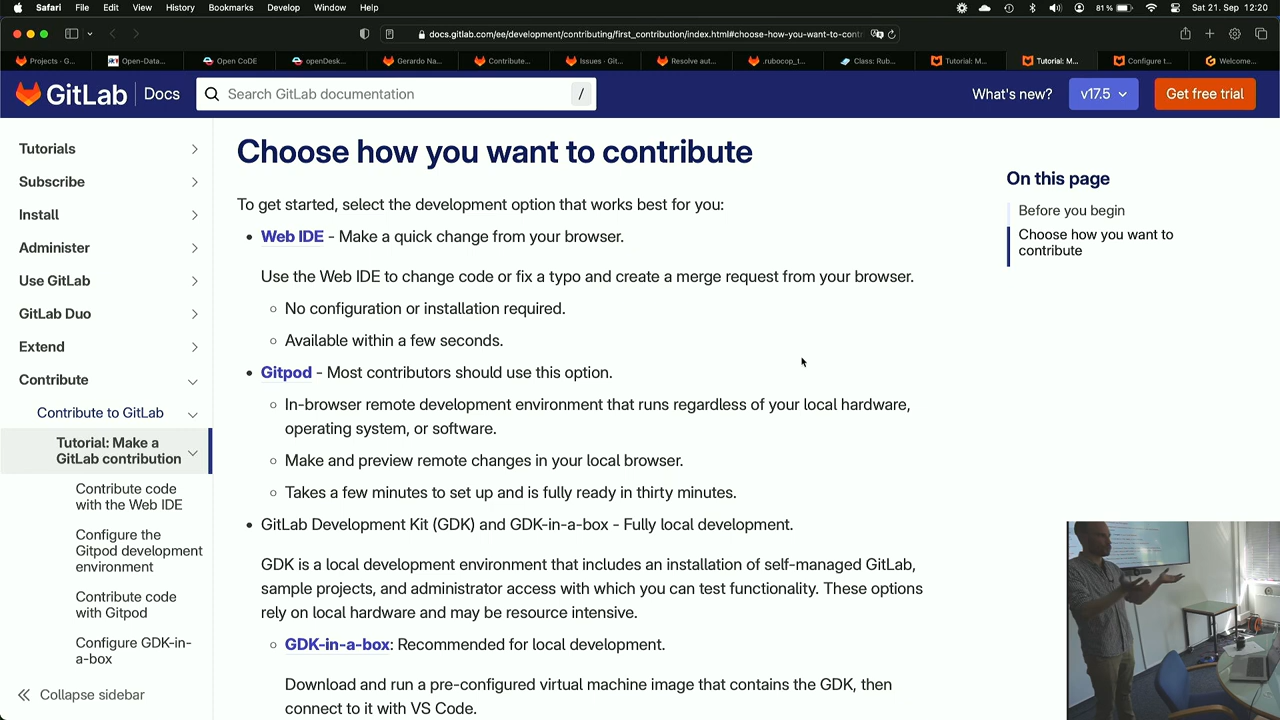 Safari File Edit View History Bookmarks Develop Window Help 81 % Sat 21. Sep 12:20
docs.gitlab.com/ee/development/contributing/first_contribution/index.html#choose-how-you-want-to-contr
Projects - G... Open-Data... Open CoDE openDesk... Gerardo Na... Contribute... Issues · Git... Resolve aut... .rubocop_t... Class: Rub... Tutorial: M... Tutorial: M... Configure t... Welcome...
GitLab Docs Search GitLab documentation / What's new? v17.5 Get free trial
Tutorials
Subscribe
Install
Administer
Use GitLab
GitLab Duo
Extend
Contribute
Contribute to GitLab
Tutorial: Make a
GitLab contribution
Contribute code
with the Web IDE
Configure the
Gitpod development
environment
Contribute code
with Gitpod
Configure GDK-in-
a-box
Collapse sidebar
Choose how you want to contribute
To get started, select the development option that works best for you:
• Web IDE - Make a quick change from your browser.
Use the Web IDE to change code or fix a typo and create a merge request from your browser.
◦ No configuration or installation required.
◦ Available within a few seconds.
• Gitpod - Most contributors should use this option.
◦ In-browser remote development environment that runs regardless of your local hardware,
operating system, or software.
◦ Make and preview remote changes in your local browser.
◦ Takes a few minutes to set up and is fully ready in thirty minutes.
• GitLab Development Kit (GDK) and GDK-in-a-box - Fully local development.
GDK is a local development environment that includes an installation of self-managed GitLab,
sample projects, and administrator access with which you can test functionality. These options
rely on local hardware and may be resource intensive.
◦ GDK-in-a-box: Recommended for local development.
Download and run a pre-configured virtual machine image that contains the GDK, then
connect to it with VS Code.
On this page
Before you begin
Choose how you want to
contribute